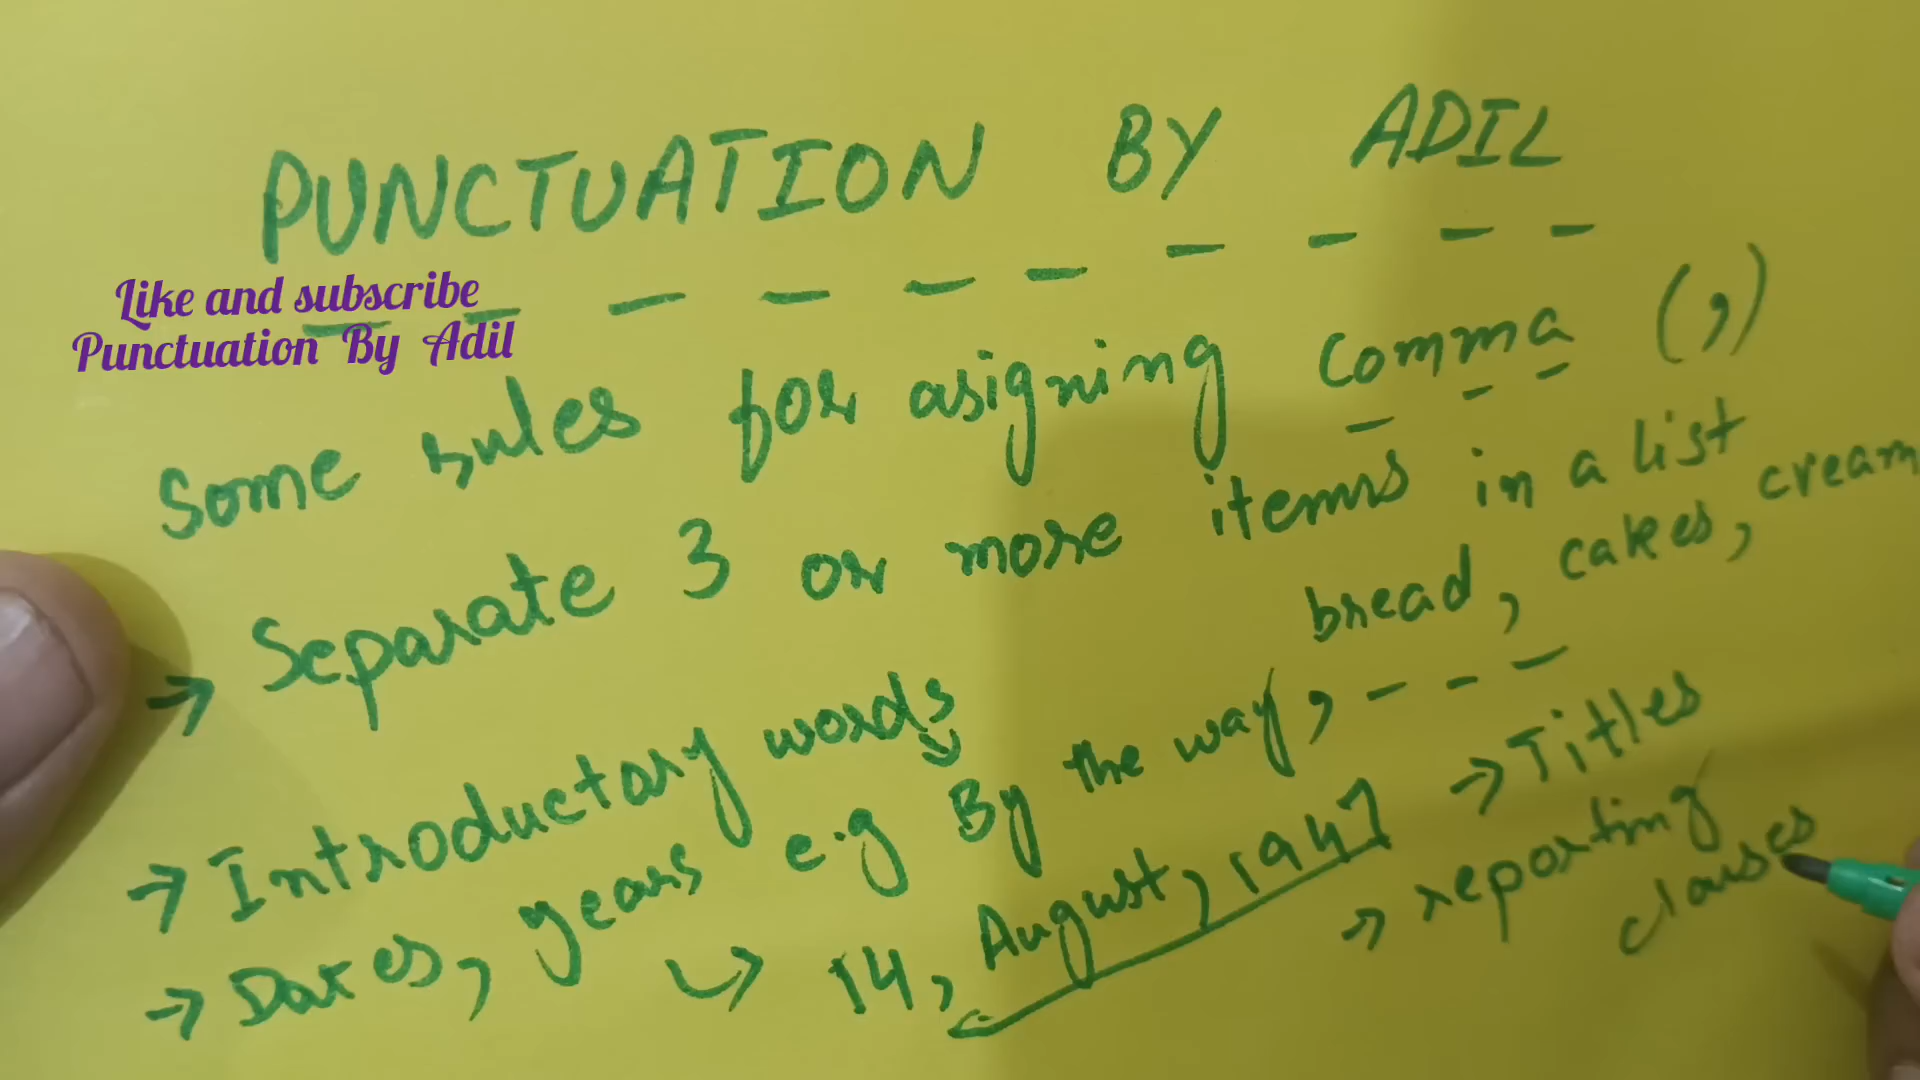 PUNCTUATION BY ADIL
Like and subscribe
Punctuation By Adil
Some rules for asigning comma (,)
→ Separate 3 or more items in a list
bread, cakes, cream
→ Introductory words
e.g By the way, - - -
→ Dates, years
→ 14, August, 1947
→ Titles
→ reporting
clauses